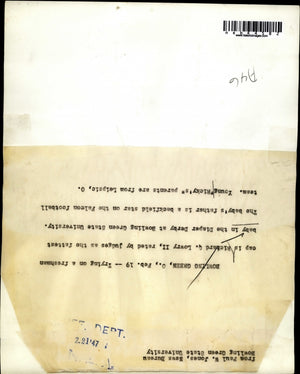 from Paul W. Jones, News Bureau
Bowling Green State University
DEPT.
2.21'47
BOWLING GREEN, O., Feb. 19 -- Trying on a freshman
cap is Richard Q. Lowry II, rated by judges as the fattest
baby in the Diaper Derby at Bowling Green State University.
The baby's father is a backfield star on the Falcon football
team. Young "Ricky's" parents are from Leipsic, O.